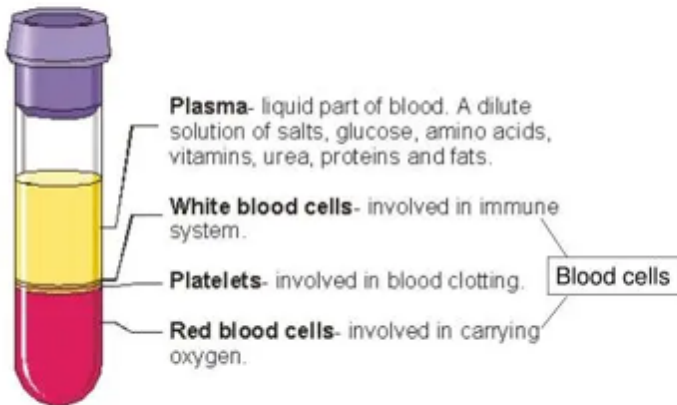 Plasma- liquid part of blood. A dilute
solution of salts, glucose, amino acids,
vitamins, urea, proteins and fats.
White blood cells- involved in immune
system.
Platelets- involved in blood clotting.
Blood cells
Red blood cells- involved in carrying
oxygen.